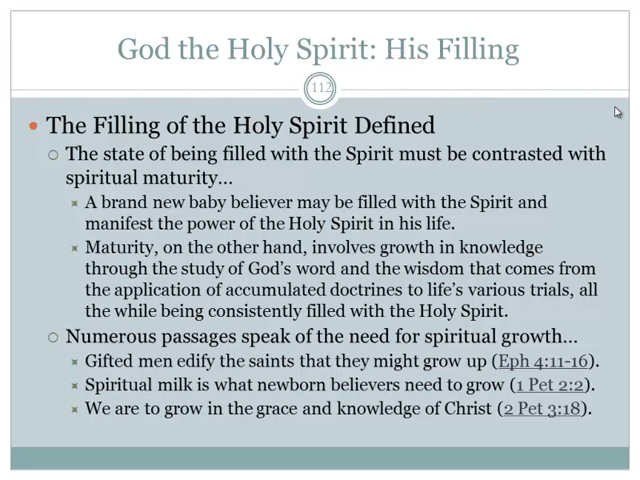 God the Holy Spirit: His Filling
112
The Filling of the Holy Spirit Defined
The state of being filled with the Spirit must be contrasted with
spiritual maturity…
A brand new baby believer may be filled with the Spirit and
manifest the power of the Holy Spirit in his life.
Maturity, on the other hand, involves growth in knowledge
through the study of God's word and the wisdom that comes from
the application of accumulated doctrines to life's various trials, all
the while being consistently filled with the Holy Spirit.
Numerous passages speak of the need for spiritual growth…
Gifted men edify the saints that they might grow up (Eph 4:11-16).
Spiritual milk is what newborn believers need to grow (1 Pet 2:2).
We are to grow in the grace and knowledge of Christ (2 Pet 3:18).